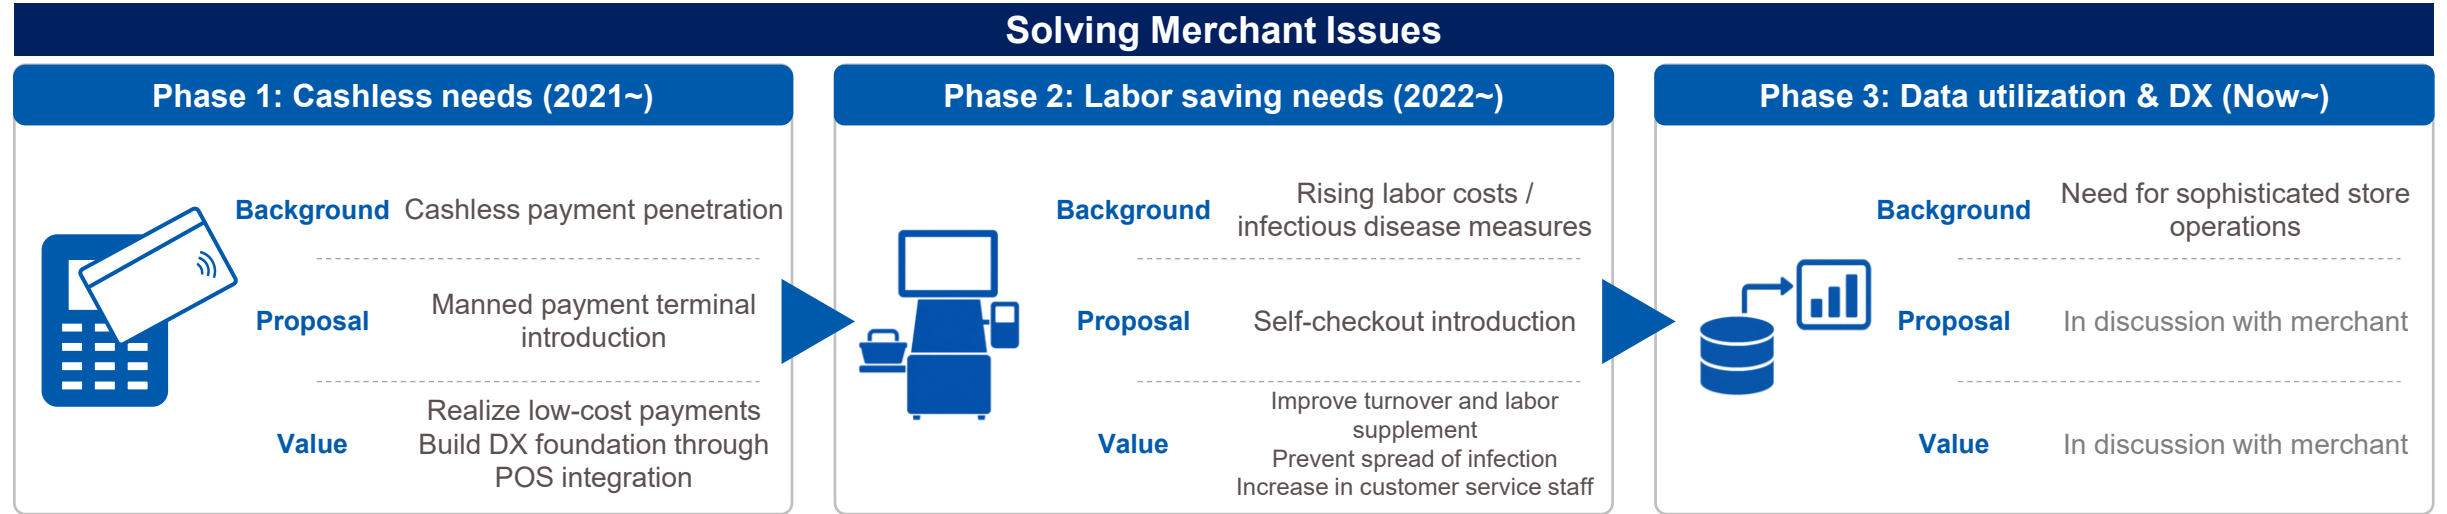 Solving Merchant Issues
Phase 1: Cashless needs (2021~)
Background
Cashless payment penetration
Proposal
Manned payment terminal
introduction
Value
Realize low-cost payments
Build DX foundation through
POS integration
Phase 2: Labor saving needs (2022~)
Background
Rising labor costs /
infectious disease measures
Proposal
Self-checkout introduction
Value
Improve turnover and labor
supplement
Prevent spread of infection
Increase in customer service staff
Phase 3: Data utilization & DX (Now~)
Background
Need for sophisticated store
operations
Proposal
In discussion with merchant
Value
In discussion with merchant